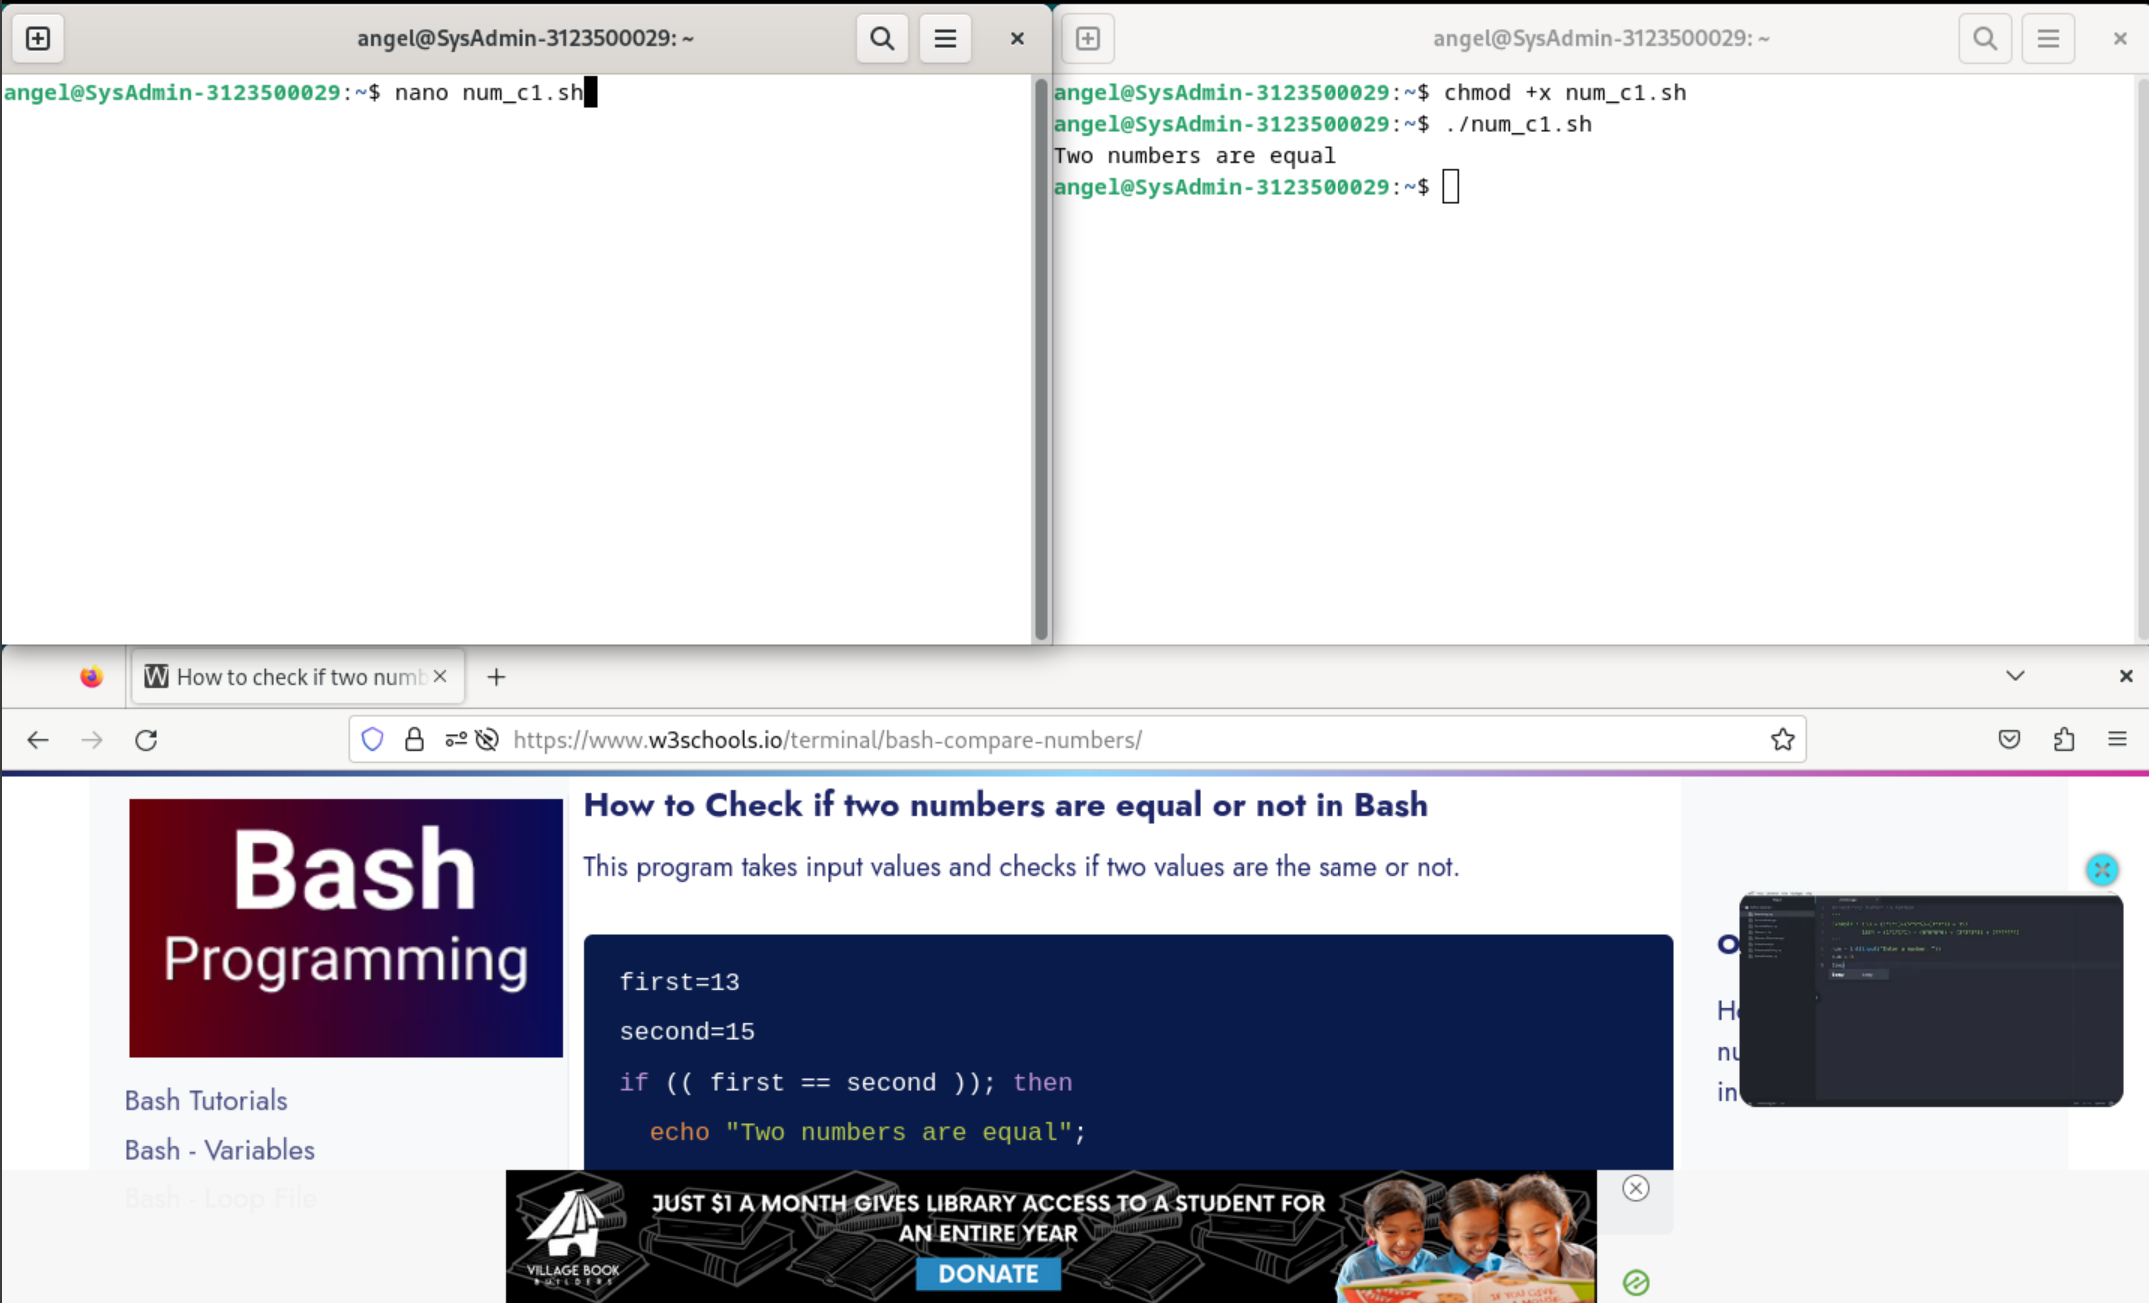 angel@SysAdmin-3123500029: ~
angel@SysAdmin-3123500029:~$ nano num_c1.sh
angel@SysAdmin-3123500029: ~
angel@SysAdmin-3123500029:~$ chmod +x num_c1.sh
angel@SysAdmin-3123500029:~$ ./num_c1.sh
Two numbers are equal
angel@SysAdmin-3123500029:~$
How to check if two numb
https://www.w3schools.io/terminal/bash-compare-numbers/
Bash
Programming
Bash Tutorials
Bash - Variables
Bash - Loop File
How to Check if two numbers are equal or not in Bash
This program takes input values and checks if two values are the same or not.
first=13
second=15
if (( first == second )); then
echo "Two numbers are equal";
in
JUST $1 A MONTH GIVES LIBRARY ACCESS TO A STUDENT FOR
AN ENTIRE YEAR
DONATE
VILLAGE BOOK
BUILDERS
IF YOU GIVE